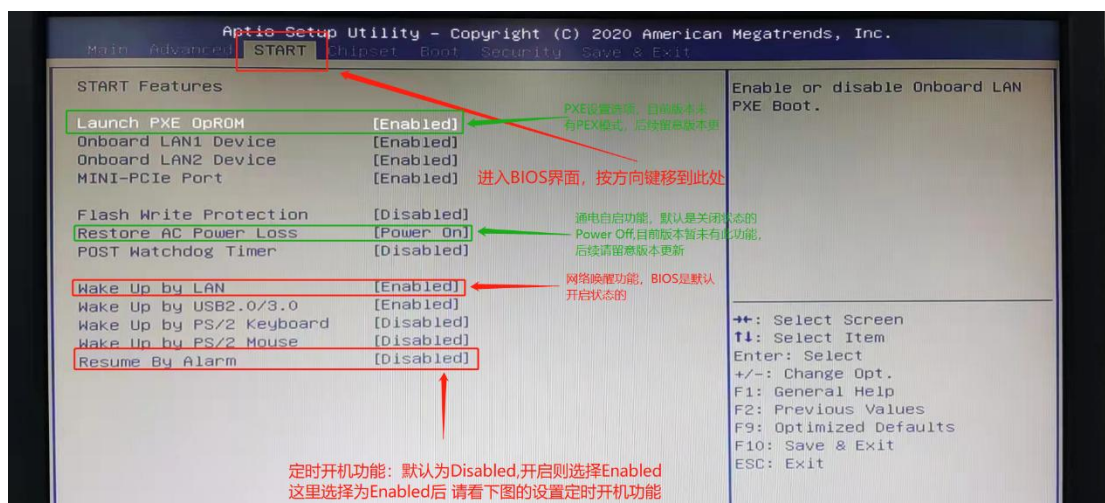 Aptio Setup Utility – Copyright (C) 2020 American Megatrends, Inc.
Main Advanced START Chipset Boot Security Save & Exit
START Features
Launch PXE OpROM [Enabled]
Onboard LAN1 Device [Enabled]
Onboard LAN2 Device [Enabled]
MINI-PCIe Port [Enabled]
Flash Write Protection [Disabled]
Restore AC Power Loss [Power On]
POST Watchdog Timer [Disabled]
Wake Up by LAN [Enabled]
Wake Up by USB2.0/3.0 [Disabled]
Wake Up by PS/2 Keyboard [Disabled]
Wake Up by PS/2 Mouse [Disabled]
Resume By Alarm [Disabled]
PXE设置选项，目前版本未
有PEX模式，后续留意版本更
进入BIOS界面，按方向键移到此处
通电自启功能，默认是关闭状态的
Power Off,目前版本暂未有此功能，
后续请留意版本更新
网络唤醒功能，BIOS是默认
开启状态的
定时开机功能：默认为Disabled,开启则选择Enabled
这里选择为Enabled后 请看下图的设置定时开机功能
Enable or disable Onboard LAN
PXE Boot.
→←: Select Screen
↑↓: Select Item
Enter: Select
+/-: Change Opt.
F1: General Help
F2: Previous Values
F9: Optimized Defaults
F10: Save & Exit
ESC: Exit